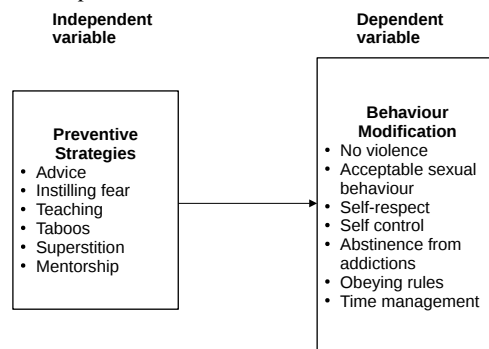 Independent
variable
Dependent
variable
Preventive
Strategies
• Advice
• Instilling fear
• Teaching
• Taboos
• Superstition
• Mentorship
Behaviour
Modification
• No violence
• Acceptable sexual
behaviour
• Self-respect
• Self control
• Abstinence from
addictions
• Obeying rules
• Time management